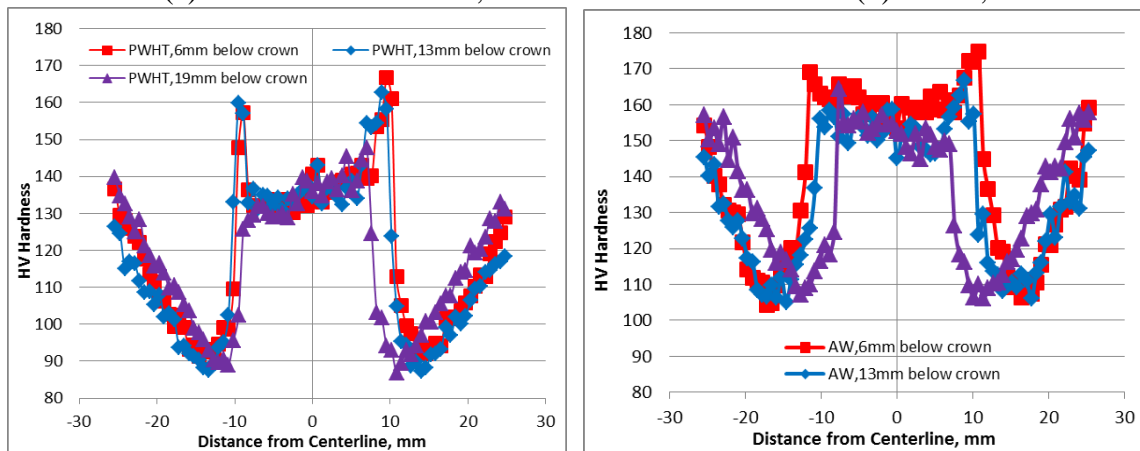 180
170
160
150
140
130
120
110
100
90
80
HV Hardness
PWHT,6mm below crown
PWHT,13mm below crown
PWHT,19mm below crown
-30 -20 -10 0 10 20 30
Distance from Centerline, mm
180
170
160
150
140
130
120
110
100
90
80
HV Hardness
AW,6mm below crown
AW,13mm below crown
-30 -20 -10 0 10 20 30
Distance from Centerline, mm